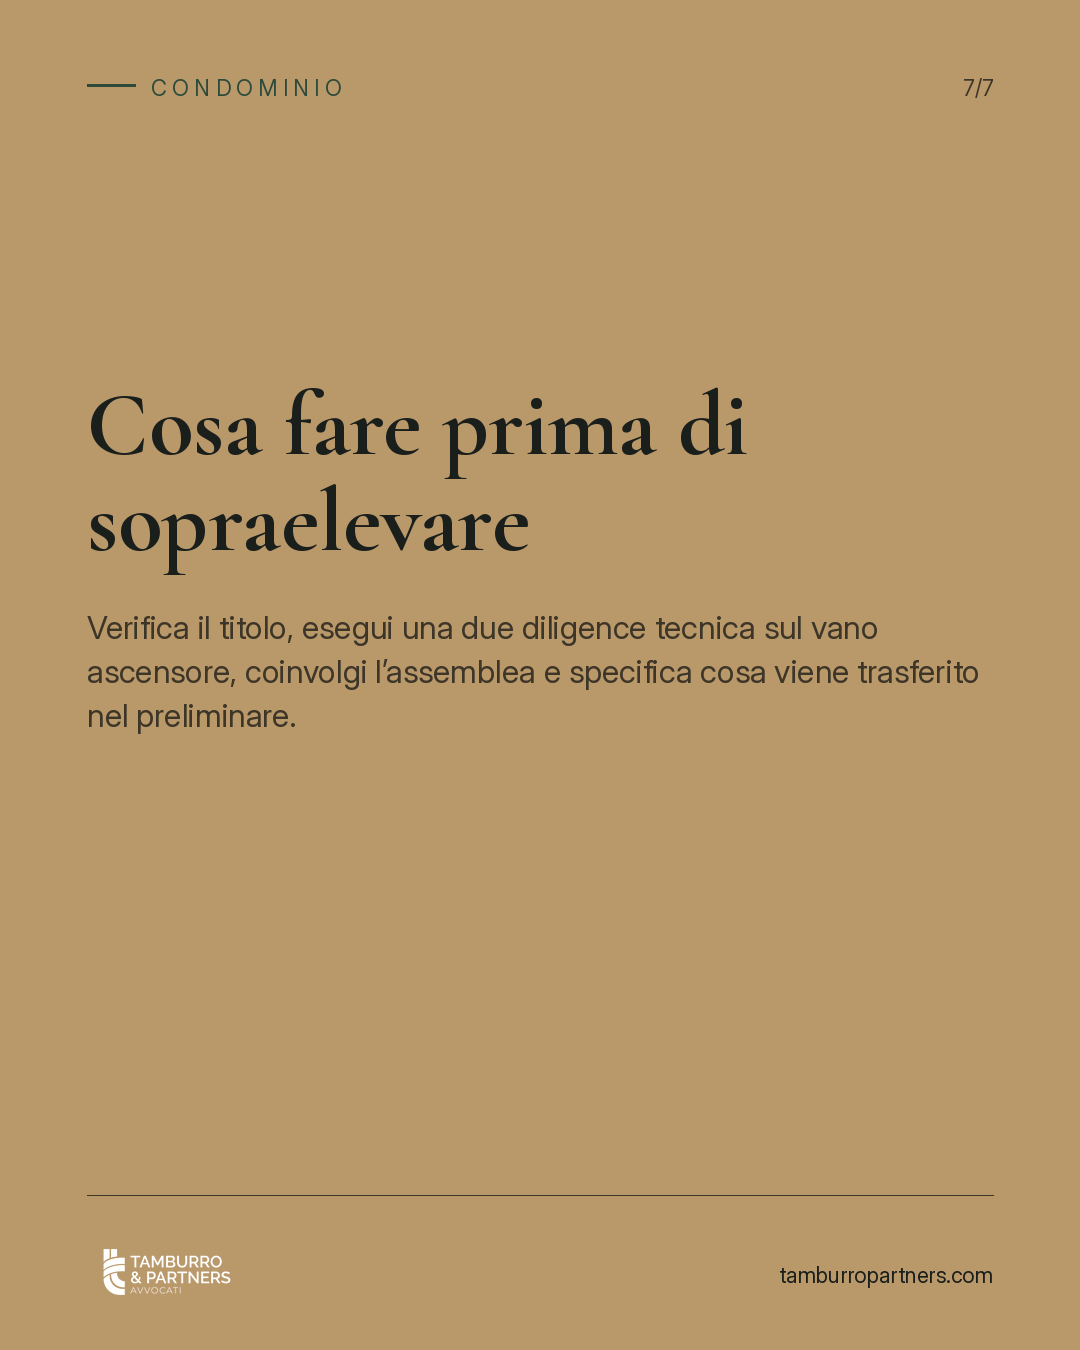 CONDOMINIO
7/7
Cosa fare prima di
sopraelevare
Verifica il titolo, esegui una due diligence tecnica sul vano
ascensore, coinvolgi l’assemblea e specifica cosa viene trasferito
nel preliminare.
TAMBURRO
& PARTNERS
AVVOCATI
tamburropartners.com